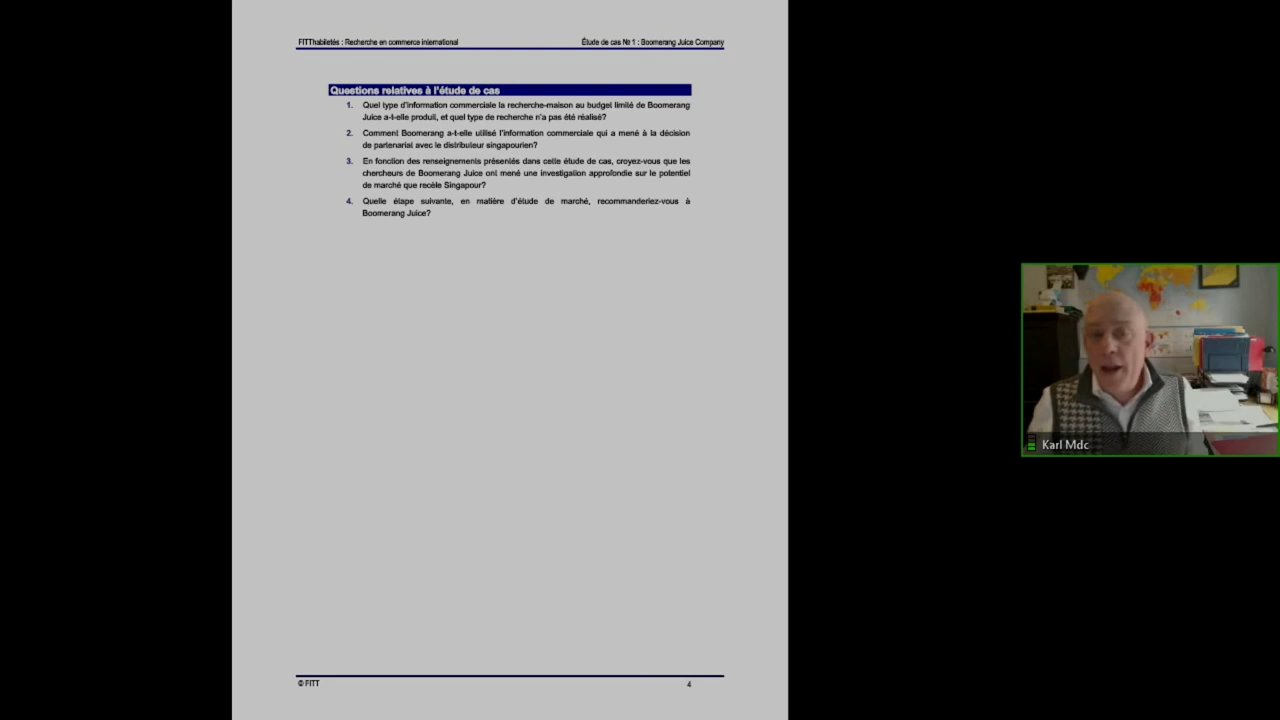 FITThabiletés : Recherche en commerce international
Étude de cas № 1 : Boomerang Juice Company
Questions relatives à l'étude de cas
1. Quel type d'information commerciale la recherche-maison au budget limité de Boomerang
Juice a-t-elle produit, et quel type de recherche n'a pas été réalisé?
2. Comment Boomerang a-t-elle utilisé l'information commerciale qui a mené à la décision
de partenariat avec le distributeur singapourien?
3. En fonction des renseignements présentés dans cette étude de cas, croyez-vous que les
chercheurs de Boomerang Juice ont mené une investigation approfondie sur le potentiel
de marché que recèle Singapour?
4. Quelle étape suivante, en matière d'étude de marché, recommanderiez-vous à
Boomerang Juice?
Karl Mdc
© FITT
4